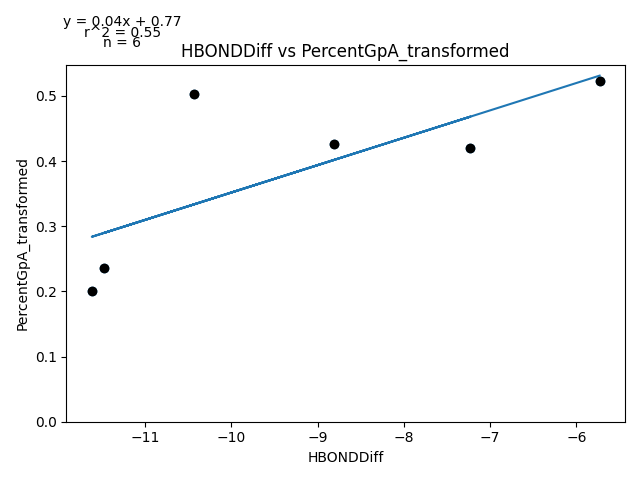 y = 0.04x + 0.77
r^2 = 0.55
n = 6
HBONDDiff vs PercentGpA_transformed
PercentGpA_transformed
0.5
0.4
0.3
0.2
0.1
0.0
−11
−10
−9
−8
−7
−6
HBONDDiff